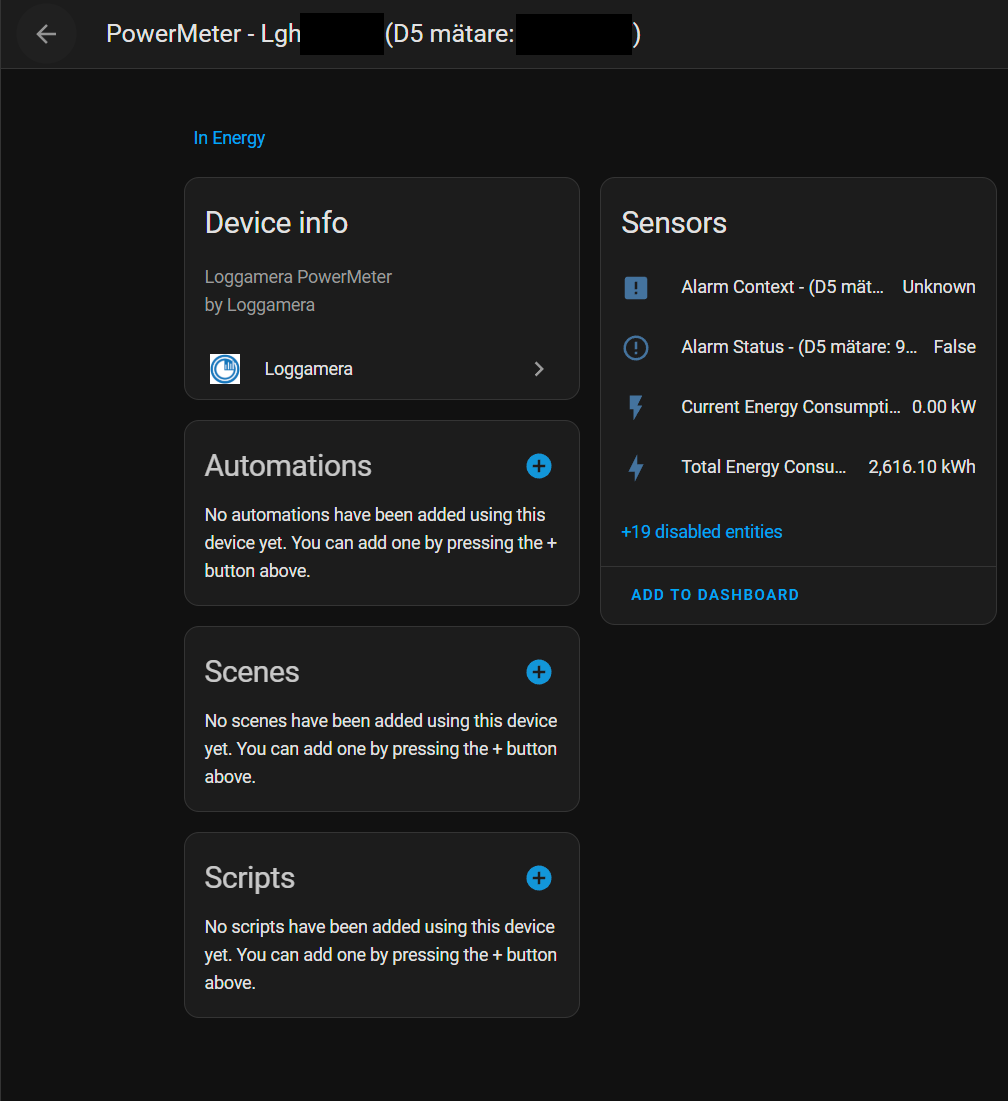 PowerMeter - Lgh (D5 mätare: )
In Energy
Device info
Loggamera PowerMeter
by Loggamera
Loggamera
Automations
No automations have been added using this
device yet. You can add one by pressing the +
button above.
Scenes
No scenes have been added using this device
yet. You can add one by pressing the + button
above.
Scripts
No scripts have been added using this device
yet. You can add one by pressing the + button
above.
Sensors
Alarm Context - (D5 mät... Unknown
Alarm Status - (D5 mätare: 9... False
Current Energy Consumpti... 0.00 kW
Total Energy Consu... 2,616.10 kWh
+19 disabled entities
ADD TO DASHBOARD